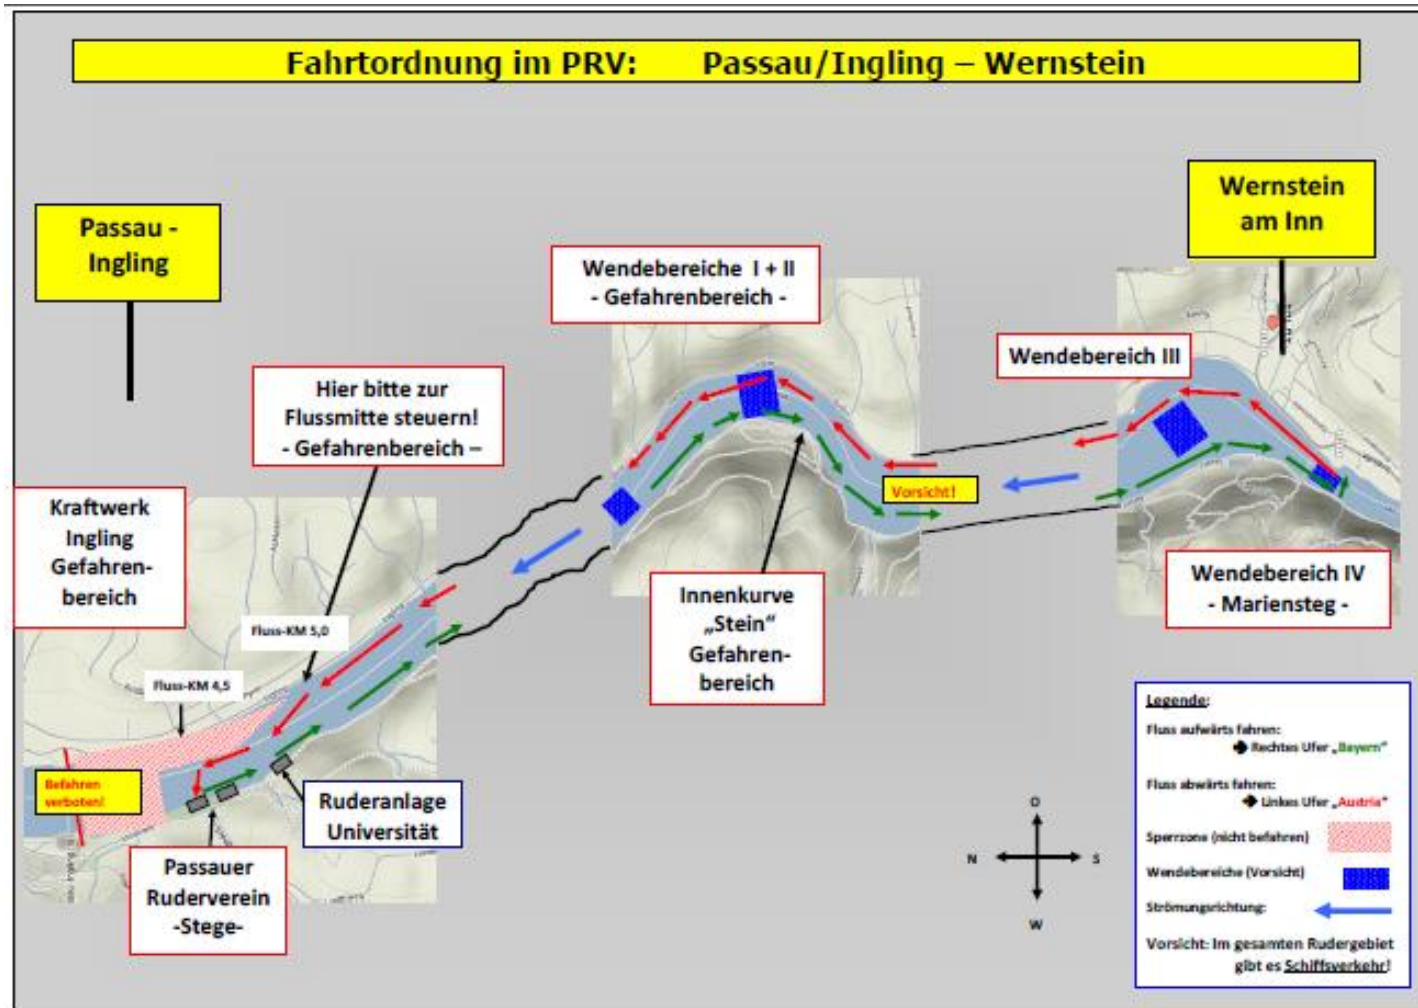 Fahrtordnung im PRV: Passau/Ingling – Wernstein
Wernstein
am Inn
Passau -
Ingling
Wendebereiche I + II
- Gefahrenbereich -
Wendebereich III
Hier bitte zur
Flussmitte steuern!
- Gefahrenbereich –
Vorsicht!
Kraftwerk
Ingling
Gefahren-
bereich
Fluss-KM 5,0
Fluss-KM 4,5
Innenkurve
„Stein“
Gefahren-
bereich
Wendebereich IV
- Mariensteg -
Befahren
verboten!
Ruderanlage
Universität
Passauer
Ruderverein
-Stege-
O
N
S
W
Legende:
Fluss aufwärts fahren:
Rechtes Ufer „Bayern“
Fluss abwärts fahren:
Linkes Ufer „Austria“
Sperrzone (nicht befahren)
Wendebereiche (Vorsicht)
Strömungsrichtung:
Vorsicht: Im gesamten Rudergebiet
gibt es Schiffsverkehr!